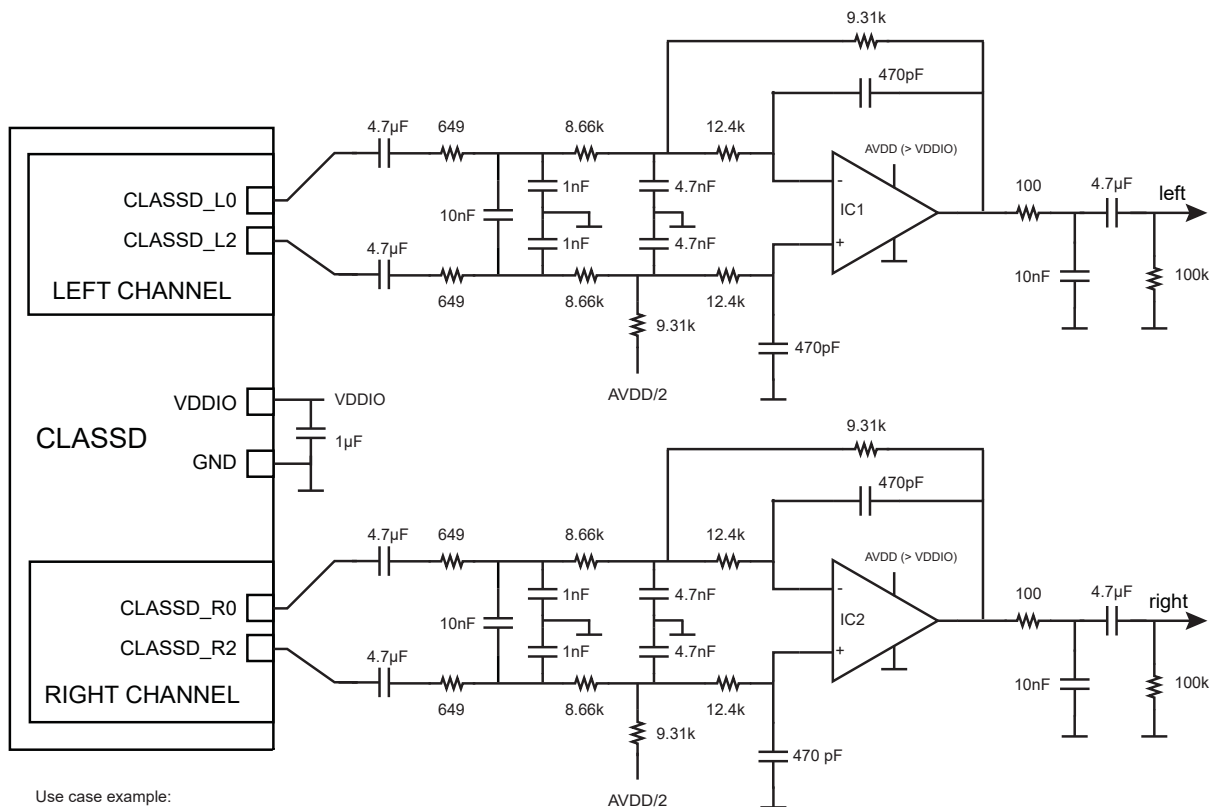 9.31k
470pF
4.7µF 649 8.66k 12.4k
AVDD (> VDDIO)
CLASSD_L0
1nF 4.7nF
-
100 4.7µF left
10nF
IC1
CLASSD_L2
4.7µF
1nF 4.7nF
+
LEFT CHANNEL
10nF 100k
649 8.66k 12.4k
9.31k
470pF
AVDD/2
VDDIO VDDIO
CLASSD
1µF
GND
9.31k
470pF
4.7µF 649 8.66k 12.4k
AVDD (> VDDIO)
CLASSD_R0
1nF 4.7nF
-
100 4.7µF right
10nF
IC2
CLASSD_R2
4.7µF
1nF 4.7nF
+
RIGHT CHANNEL
10nF 100k
649 8.66k 12.4k
9.31k
470 pF
AVDD/2
Use case example: